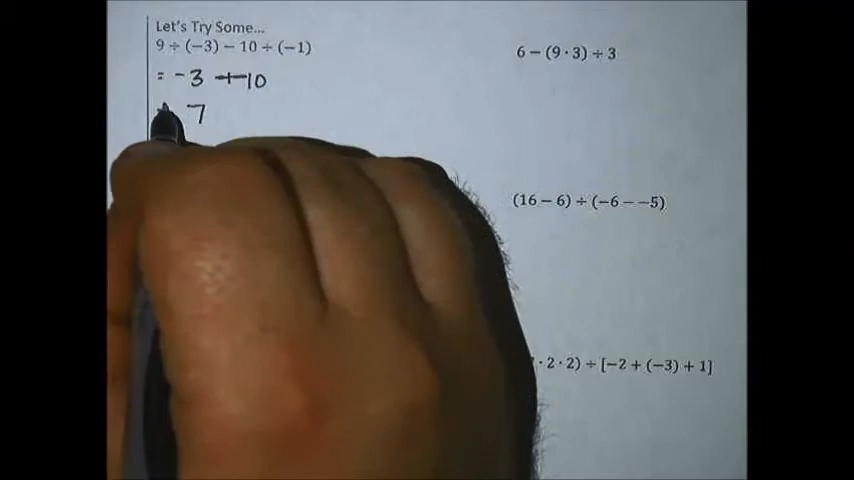 Let's Try Some...
9 ÷ (−3) − 10 ÷ (−1)
= -3 + 10
7
6 − (9 · 3) ÷ 3
(16 − 6) ÷ (−6 − −5)
· 2 · 2) ÷ [−2 + (−3) + 1]